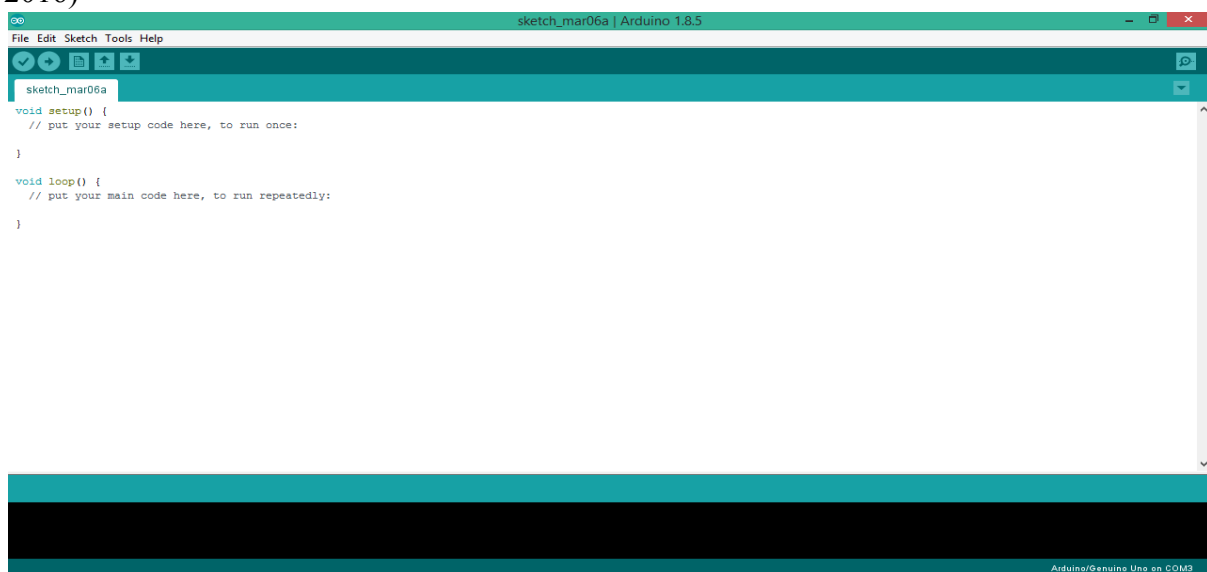 2016)
sketch_mar06a | Arduino 1.8.5
File Edit Sketch Tools Help
sketch_mar06a
void setup() {
// put your setup code here, to run once:
}
void loop() {
// put your main code here, to run repeatedly:
}
Arduino/Genuino Uno on COM3